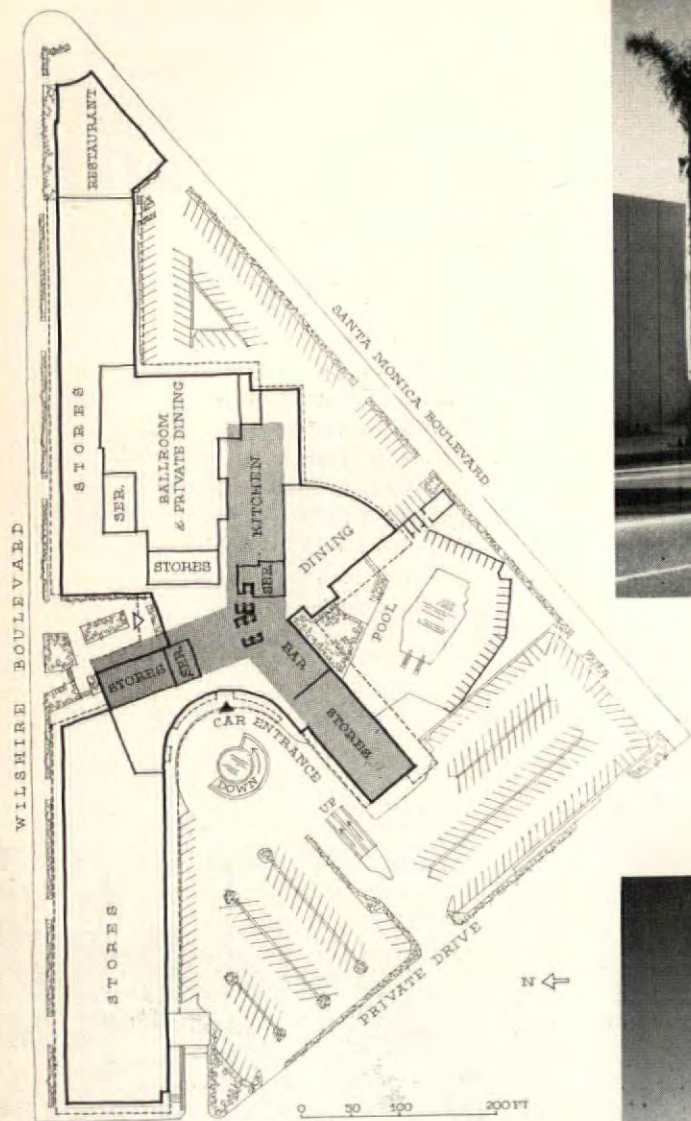 RESTAURANT
SANTA MONICA BOULEVARD
STORES
BALLROOM
& PRIVATE DINING
SER.
KITCHEN
STORES
DINING
SER.
WILSHIRE BOULEVARD
POOL
BAR
STORES
SER.
STORES
CAR ENTRANCE
DOWN
UP
STORES
PRIVATE DRIVE
N
0 50 100 200 FT